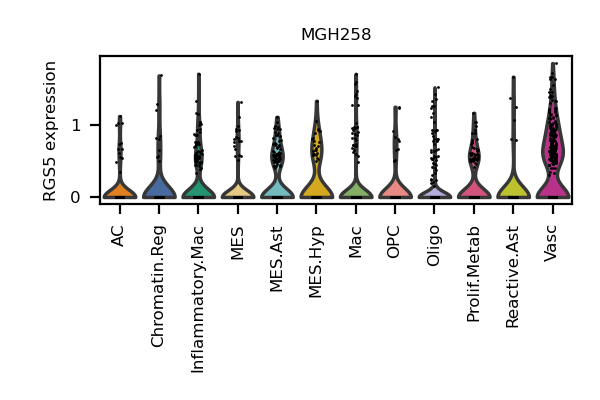 MGH258
RGS5 expression
1
0
AC
Chromatin.Reg
Inflammatory.Mac
MES
MES.Ast
MES.Hyp
Mac
OPC
Oligo
Prolif.Metab
Reactive.Ast
Vasc